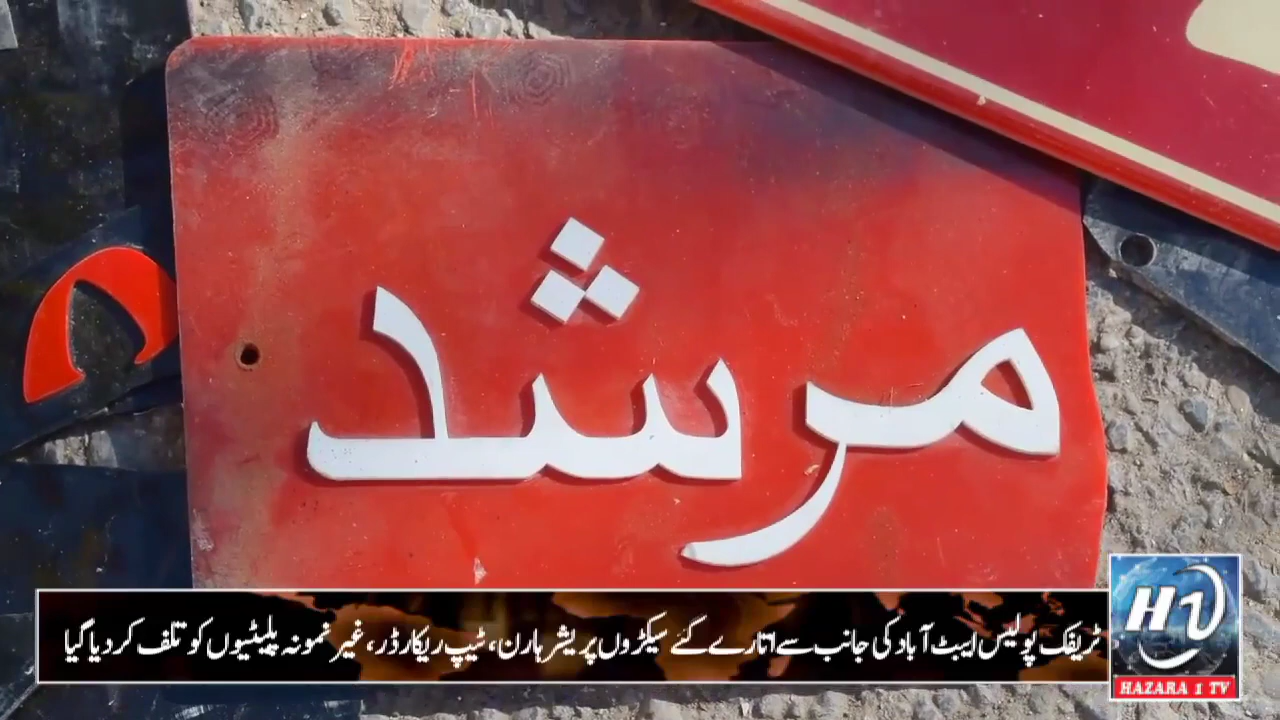 مرشد
ٹریفک پولیس ایبٹ آباد کی جانب سے اتارے گئے سیکڑوں پریشر ہارن، ٹیپ ریکارڈر، غیر نمونہ پلیٹیوں کو تلف کر دیا گیا
H1
HAZARA 1 TV